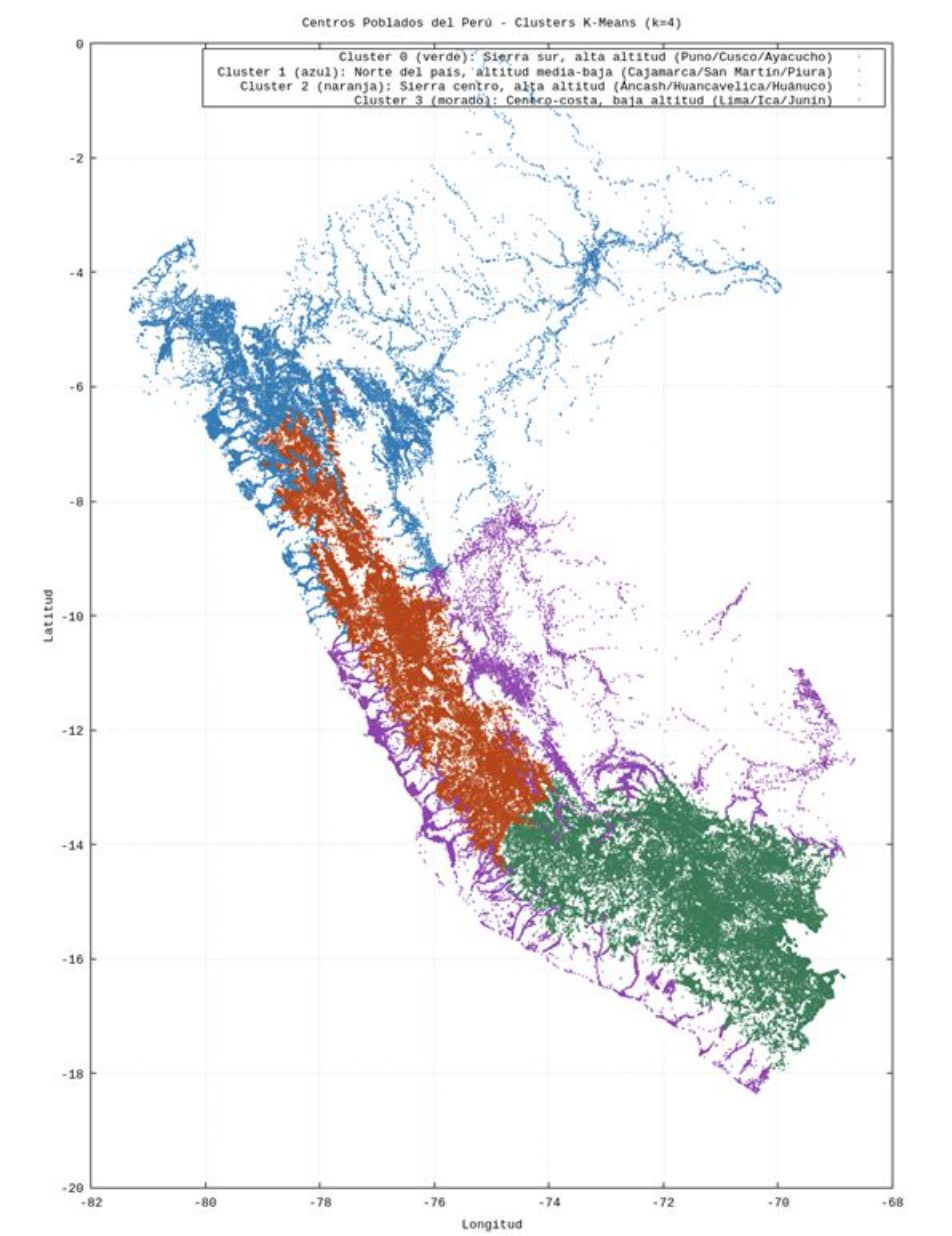 Centros Poblados del Perú - Clusters K-Means (k=4)
Cluster 0 (verde): Sierra sur, alta altitud (Puno/Cusco/Ayacucho)
Cluster 1 (azul): Norte del país, altitud media-baja (Cajamarca/San Martín/Piura)
Cluster 2 (naranja): Sierra centro, alta altitud (Áncash/Huancavelica/Huánuco)
Cluster 3 (morado): Centro-costa, baja altitud (Lima/Ica/Junín)
0
-2
-4
-6
-8
-10
-12
-14
-16
-18
-20
Latitud
-82 -80 -78 -76 -74 -72 -70 -68
Longitud